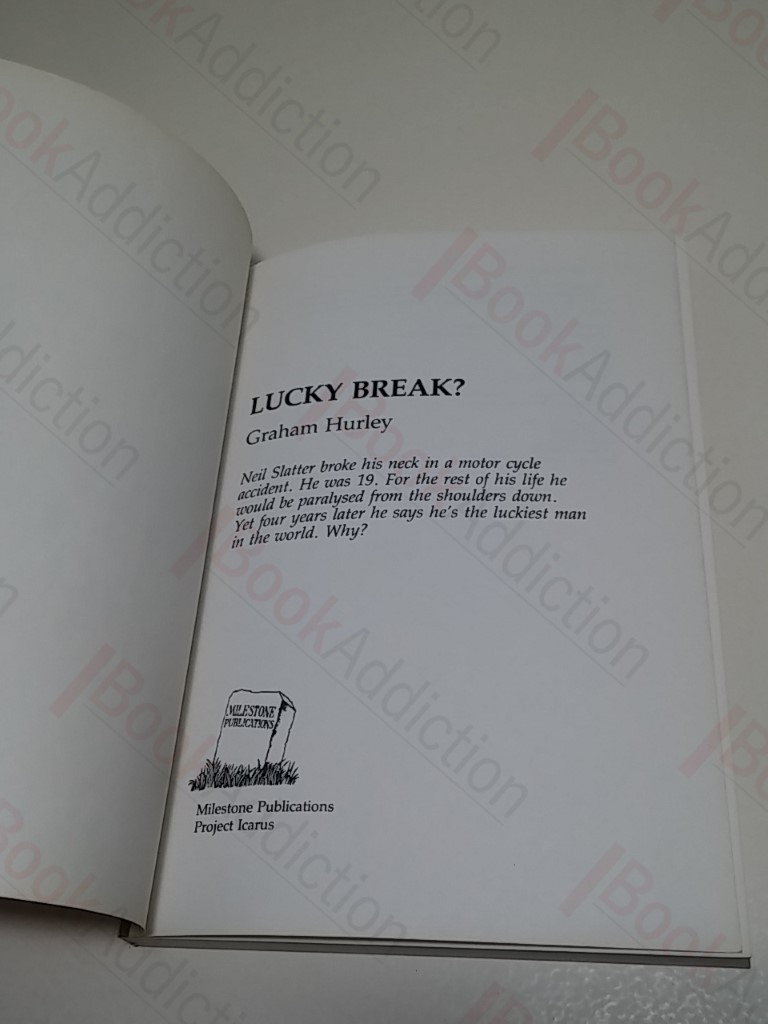 LUCKY BREAK?
Graham Hurley
Neil Slatter broke his neck in a motor cycle
accident. He was 19. For the rest of his life he
would be paralysed from the shoulders down.
Yet four years later he says he's the luckiest man
in the world. Why?
MILESTONE
PUBLICATIONS
Milestone Publications
Project Icarus
BookAddiction